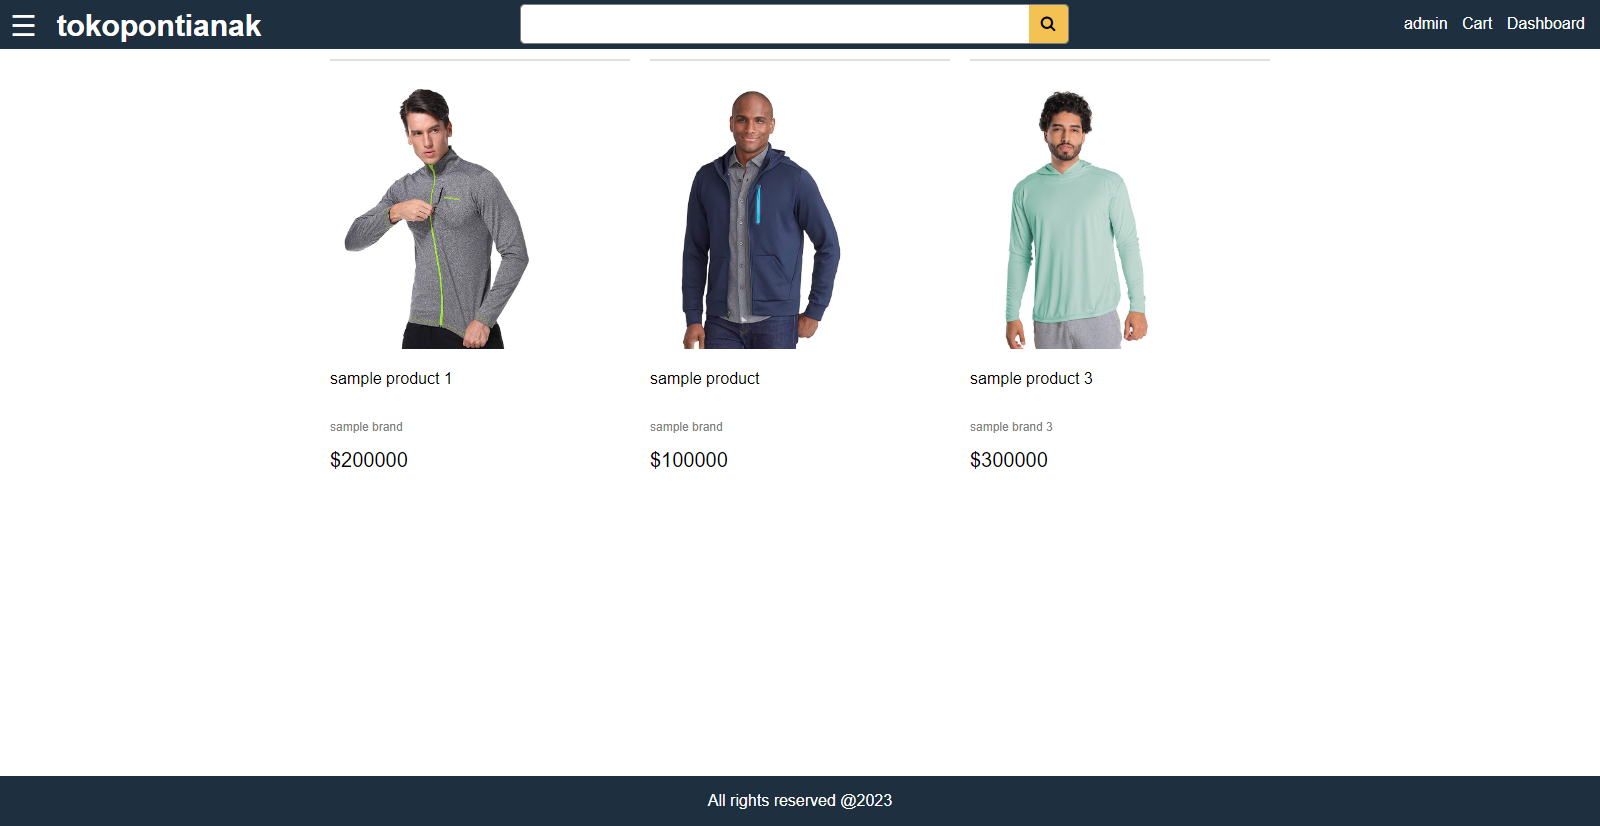 ☰ tokopontianak
admin Cart Dashboard
sample product 1
sample brand
$200000
sample product
sample brand
$100000
sample product 3
sample brand 3
$300000
All rights reserved @2023